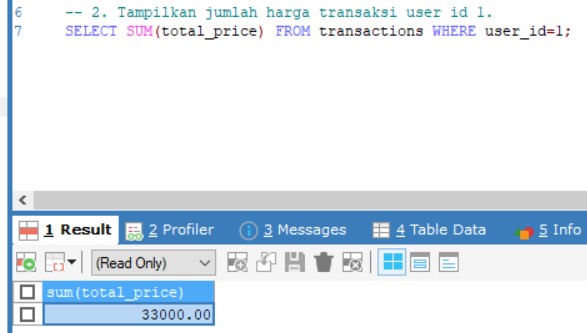 6 -- 2. Tampilkan jumlah harga transaksi user id 1.
7 SELECT SUM(total_price) FROM transactions WHERE user_id=1;
1 Result 2 Profiler 3 Messages 4 Table Data 5 Info
(Read Only)
sum(total_price)
33000.00